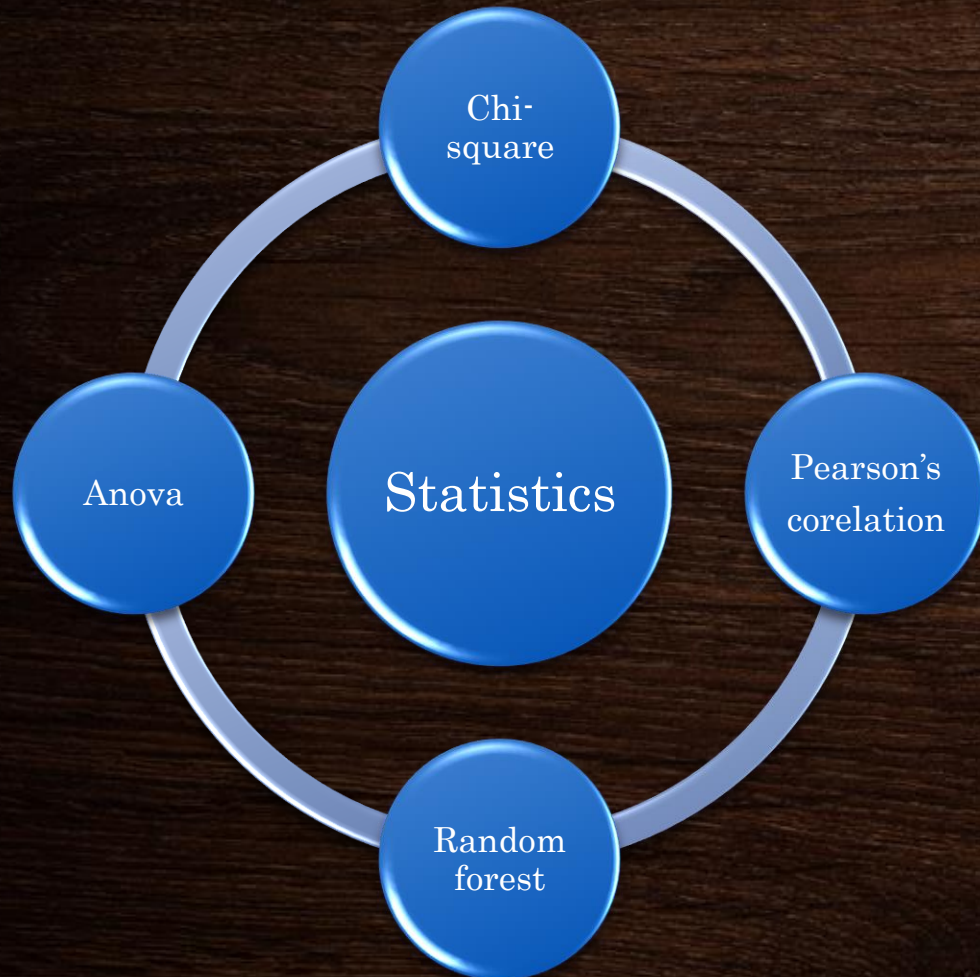 Chi-
square
Anova
Statistics
Pearson’s
corelation
Random
forest